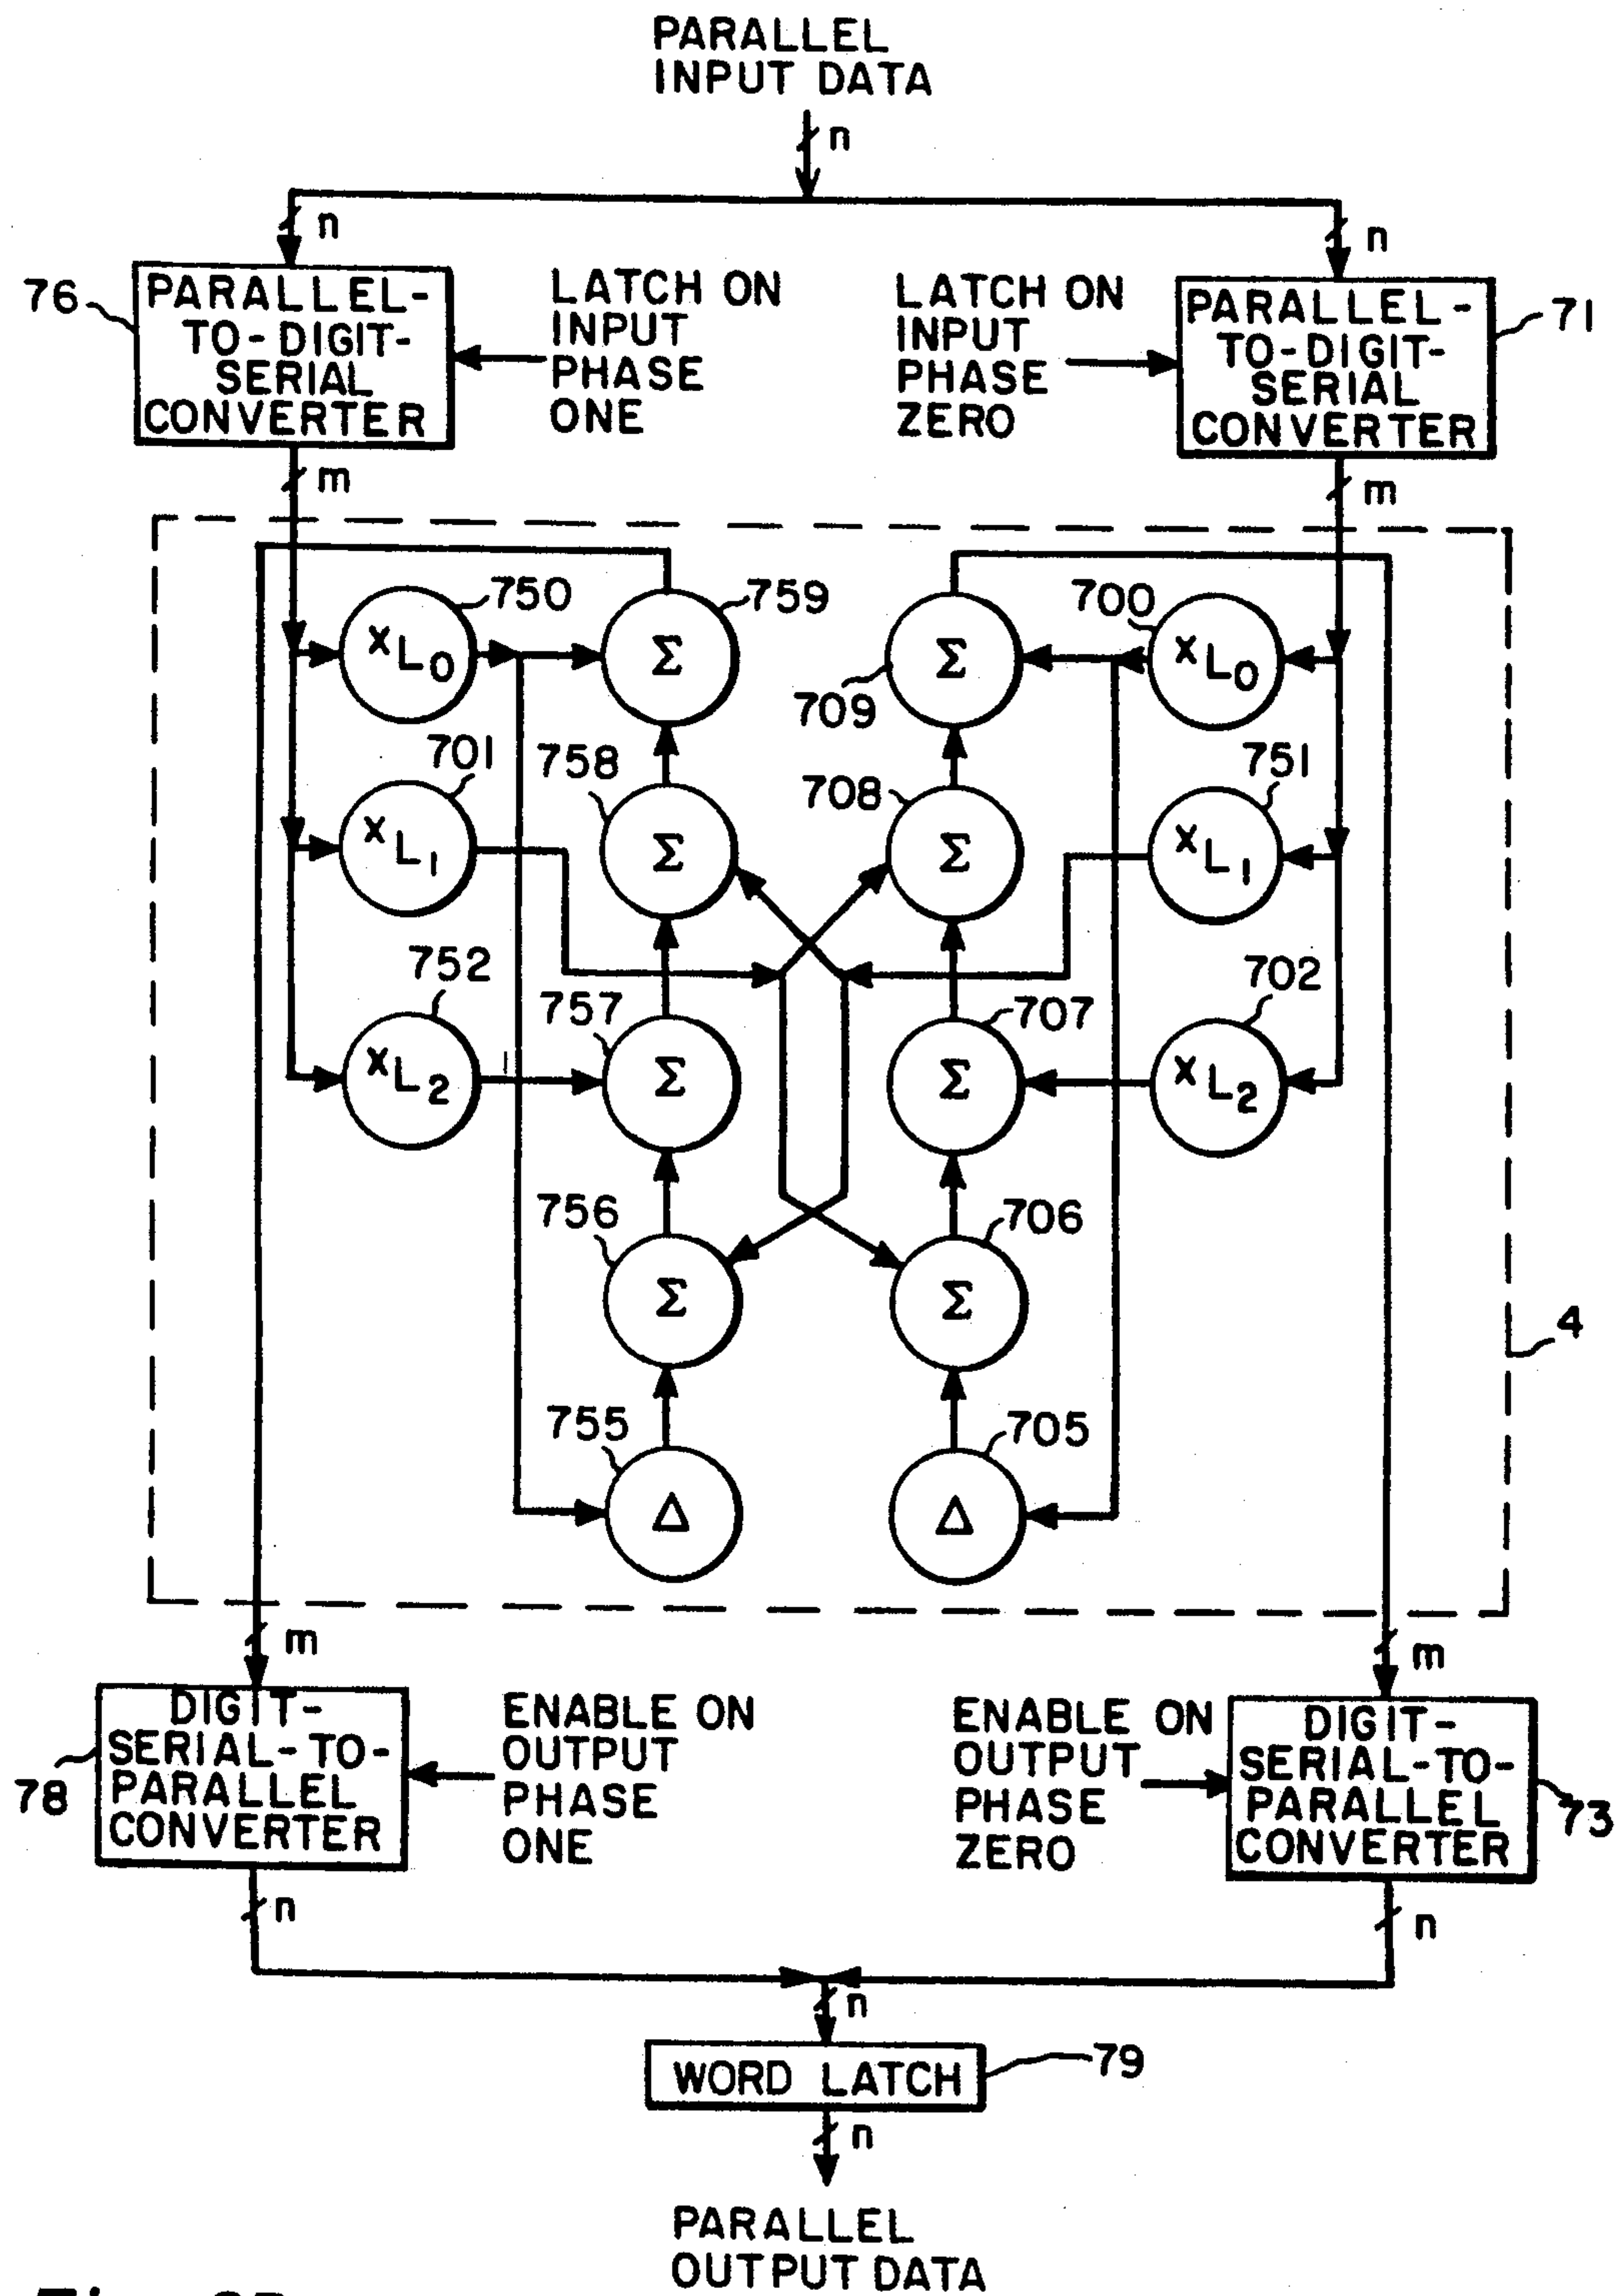 PARALLEL
INPUT DATA
n
n
n
76
PARALLEL-
TO-DIGIT-
SERIAL
CONVERTER
LATCH ON
INPUT
PHASE
ONE
LATCH ON
INPUT
PHASE
ZERO
PARALLEL-
TO-DIGIT-
SERIAL
CONVERTER
71
m
m
750
759
700
xL0
Σ
Σ
xL0
709
701
758
708
751
xL1
Σ
Σ
xL1
752
757
707
702
xL2
Σ
Σ
xL2
756
706
Σ
Σ
4
755
705
Δ
Δ
m
m
78
DIGIT-
SERIAL-TO-
PARALLEL
CONVERTER
ENABLE ON
OUTPUT
PHASE
ONE
ENABLE ON
OUTPUT
PHASE
ZERO
DIGIT-
SERIAL-TO-
PARALLEL
CONVERTER
73
n
n
n
WORD LATCH
79
n
PARALLEL
OUTPUT DATA